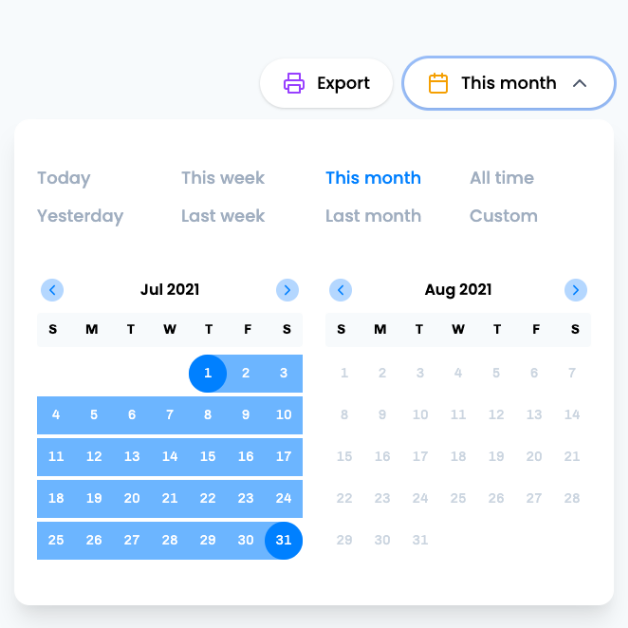 Export This month
Today This week This month All time
Yesterday Last week Last month Custom
Jul 2021 Aug 2021
S M T W T F S S M T W T F S
1 2 3 1 2 3 4 5 6 7
4 5 6 7 8 9 10 8 9 10 11 12 13 14
11 12 13 14 15 16 17 15 16 17 18 19 20 21
18 19 20 21 22 23 24 22 23 24 25 26 27 28
25 26 27 28 29 30 31 29 30 31